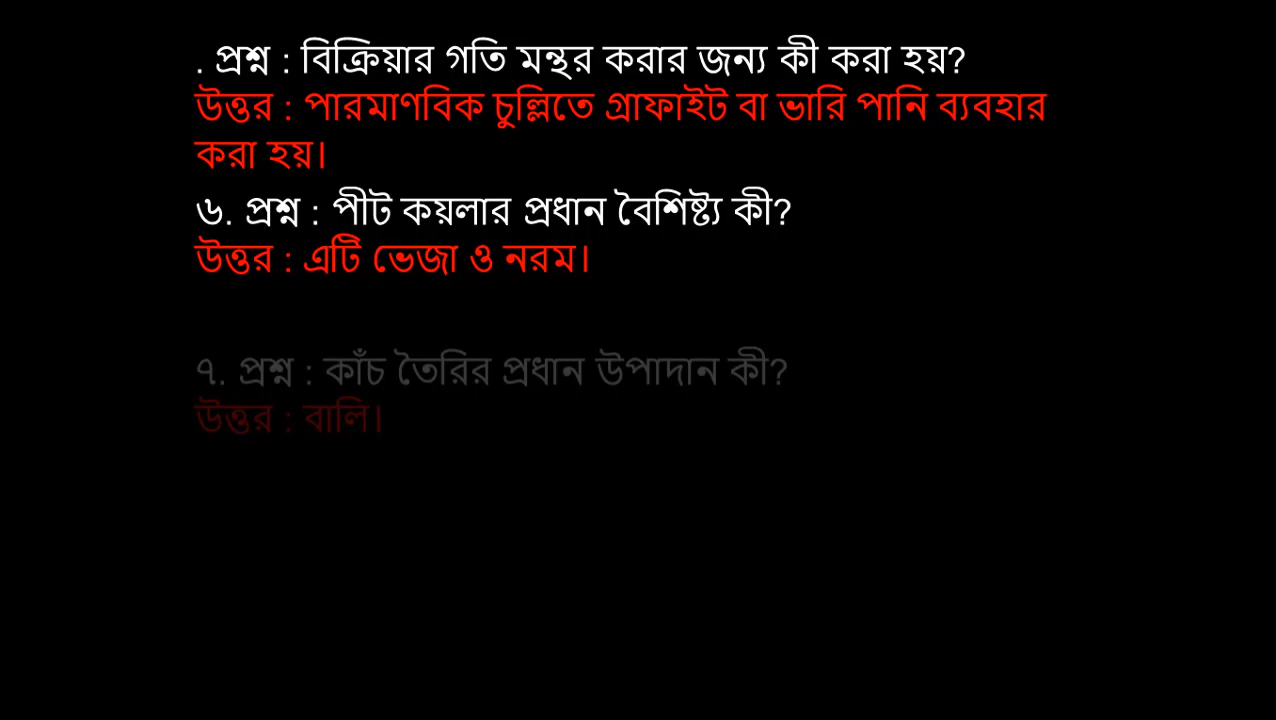 . প্রশ্ন : বিক্রিয়ার গতি মন্থর করার জন্য কী করা হয়?
উত্তর : পারমাণবিক চুল্লিতে গ্রাফাইট বা ভারি পানি ব্যবহার
করা হয়।
৬. প্রশ্ন : পীট কয়লার প্রধান বৈশিষ্ট্য কী?
উত্তর : এটি ভেজা ও নরম।
৭. প্রশ্ন : কাঁচ তৈরির প্রধান উপাদান কী?
উত্তর : বালি।